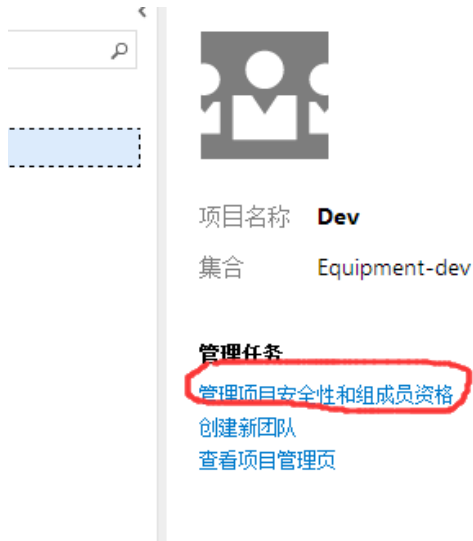 项目名称 Dev
集合 Equipment-dev
管理任务
管理项目安全性和组成员资格
创建新团队
查看项目管理页